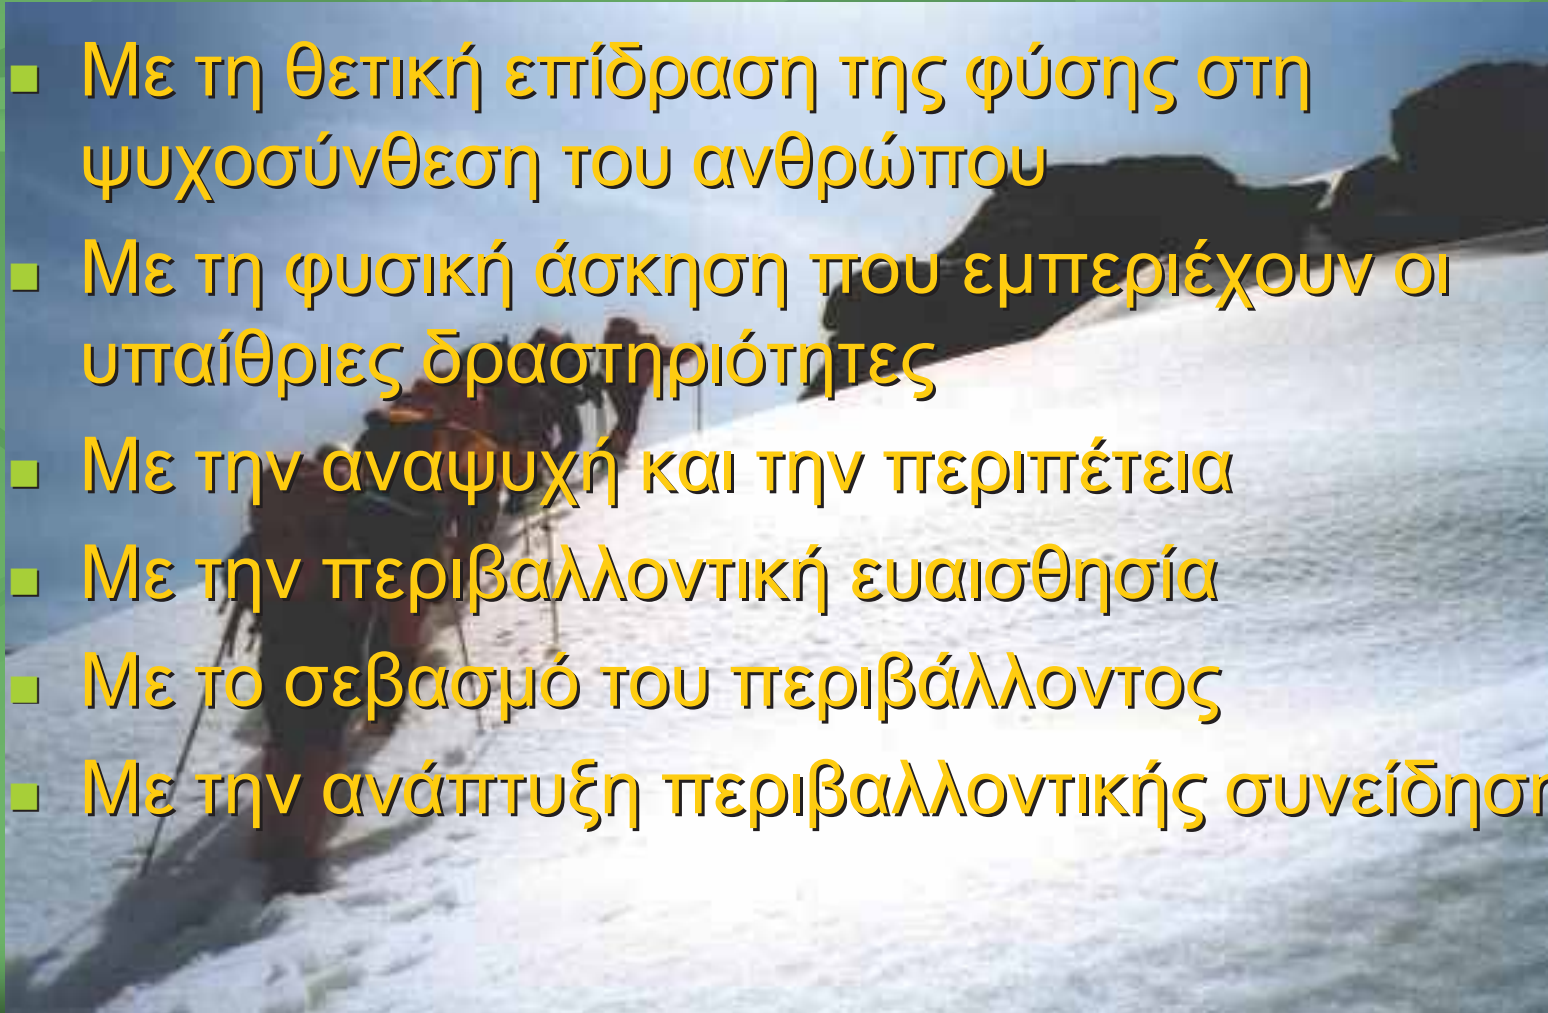 Με τη θετική επίδραση της φύσης στη
ψυχοσύνθεση του ανθρώπου
Με τη φυσική άσκηση που εμπεριέχουν οι
υπαίθριες δραστηριότητες
Με την αναψυχή και την περιπέτεια
Με την περιβαλλοντική ευαισθησία
Με το σεβασμό του περιβάλλοντος
Με την ανάπτυξη περιβαλλοντικής